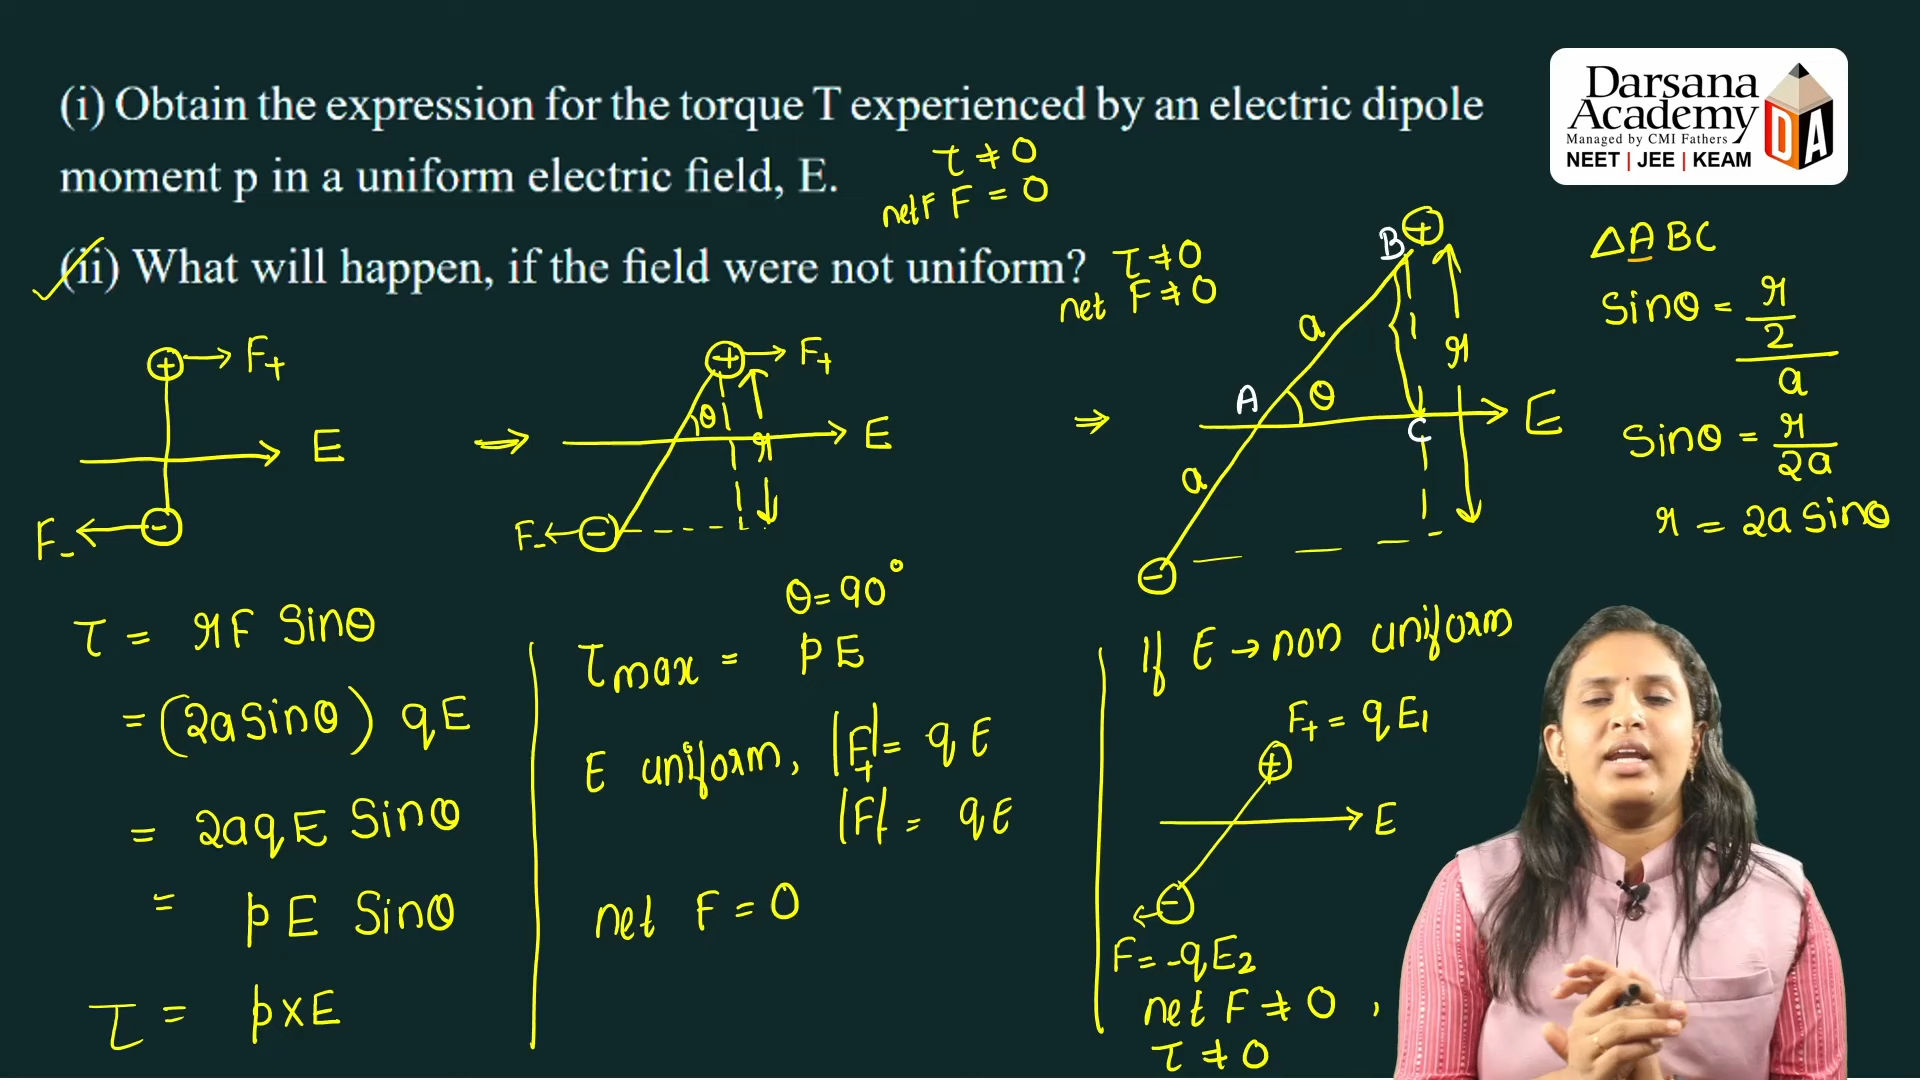 (i) Obtain the expression for the torque T experienced by an electric dipole
moment p in a uniform electric field, E.
τ ≠ 0
net F F = 0
(ii) What will happen, if the field were not uniform?
τ ≠ 0
net F ≠ 0
Darsana
Academy
Managed by CMI Fathers
NEET | JEE | KEAM
DA
+ F+
E
F- -
⇒
+ F+
θ
r
E
F- -
⇒
B +
a
A θ
r
C E
a
-
△ABC
Sinθ = r/2 / a
Sinθ = r/2a
r = 2a Sinθ
τ = rF Sinθ
= (2a Sinθ) qE
= 2aqE Sinθ
= pE Sinθ
τ = p×E
θ = 90°
τmax = pE
E uniform, |F+| = qE
|F-| = qE
net F = 0
If E → non uniform
F+ = qE1
+
E
-
F = -qE2
net F ≠ 0 ,
τ ≠ 0